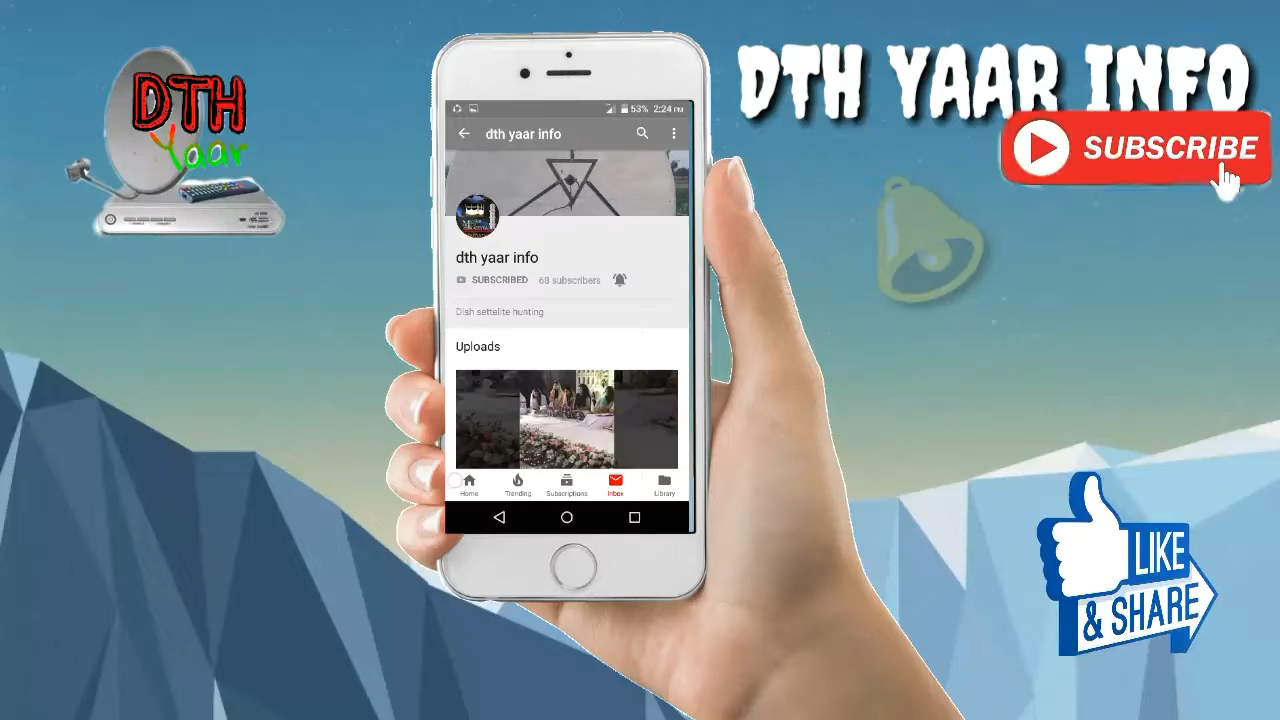 DTH
Yaar
DTH YAAR INFO
SUBSCRIBE
53% 2:24 PM
dth yaar info
dth yaar info
SUBSCRIBED 68 subscribers
Dish settelite hunting
Uploads
Home Trending Subscriptions Inbox Library
LIKE
& SHARE